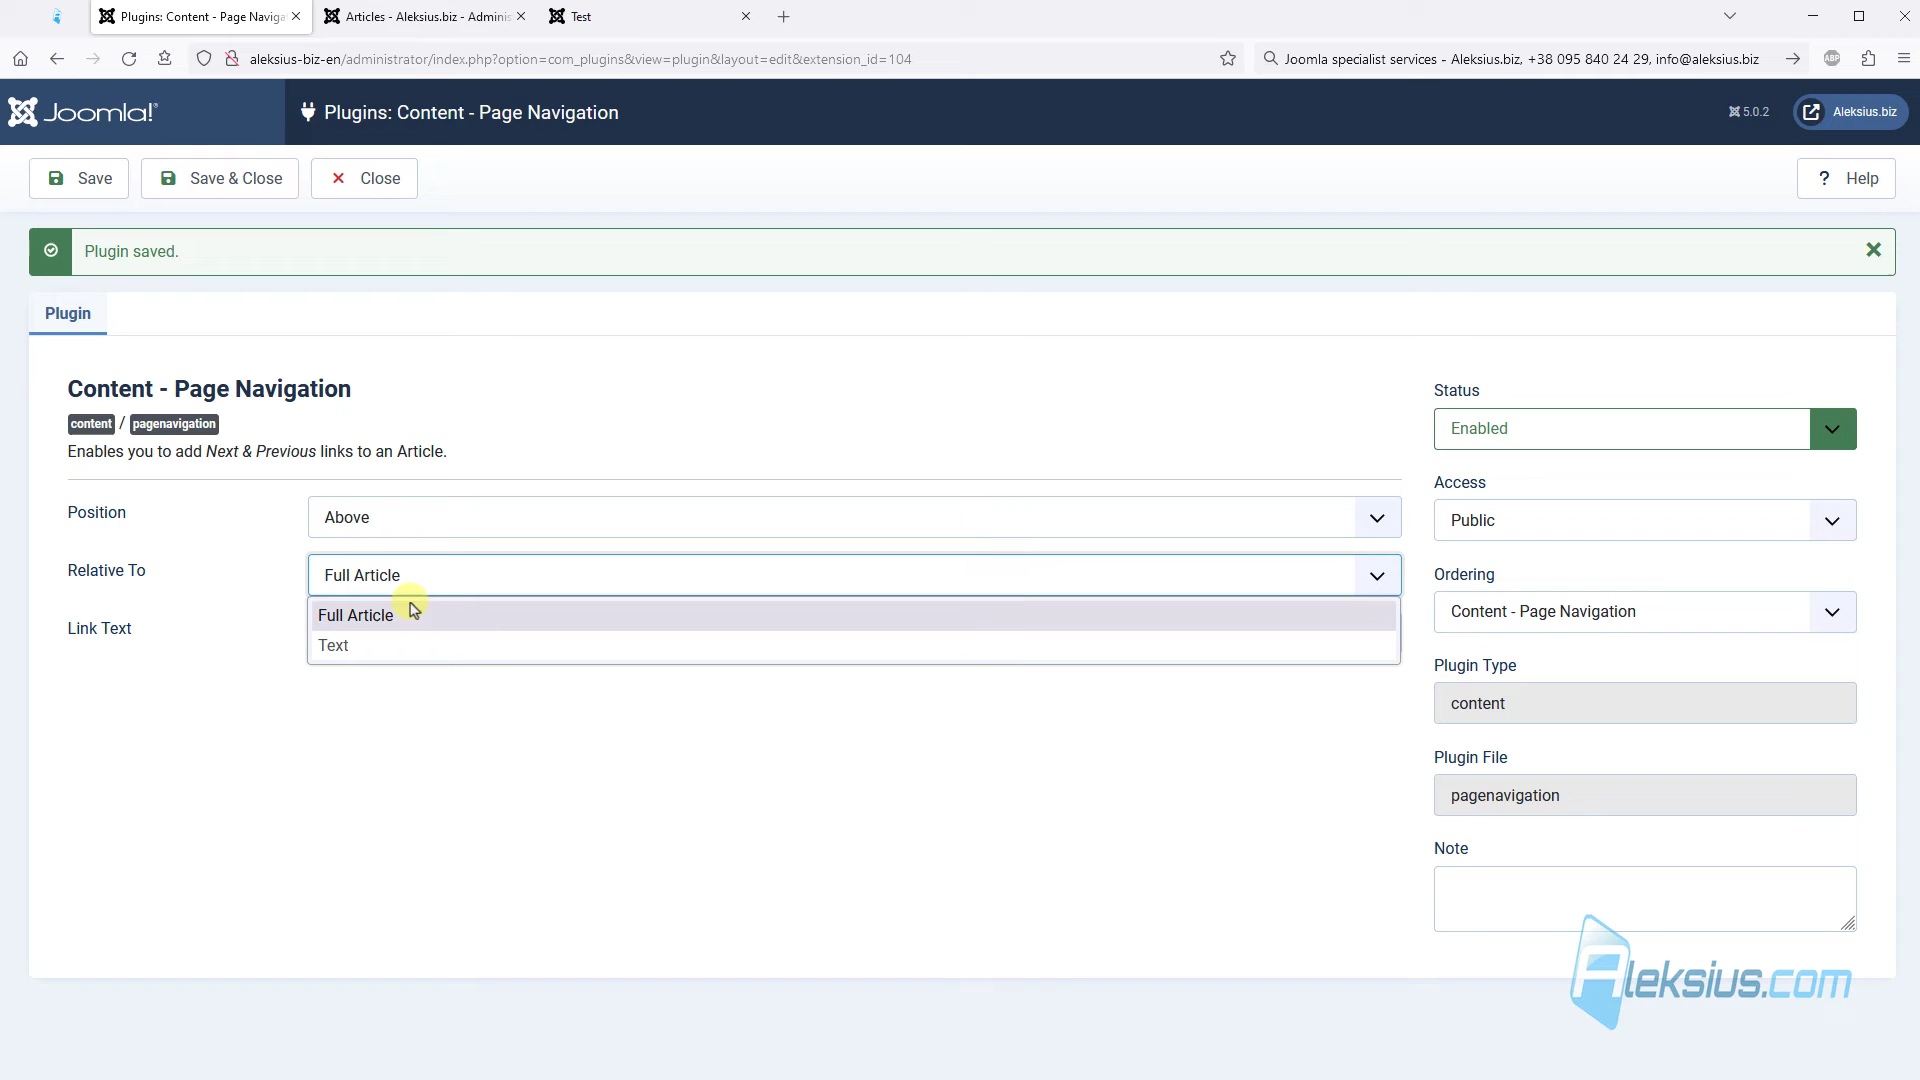 Plugins: Content - Page Naviga
Articles - Aleksius.biz - Adminis
Test
aleksius-biz-en/administrator/index.php?option=com_plugins&view=plugin&layout=edit&extension_id=104
Joomla specialist services - Aleksius.biz, +38 095 840 24 29, info@aleksius.biz
ABP
Joomla!®
Plugins: Content - Page Navigation
5.0.2
Aleksius.biz
Save
Save & Close
Close
? Help
Plugin saved.
Plugin
Content - Page Navigation
content / pagenavigation
Enables you to add Next & Previous links to an Article.
Position
Above
Relative To
Full Article
Full Article
Text
Link Text
Status
Enabled
Access
Public
Ordering
Content - Page Navigation
Plugin Type
content
Plugin File
pagenavigation
Note
Aleksius.com